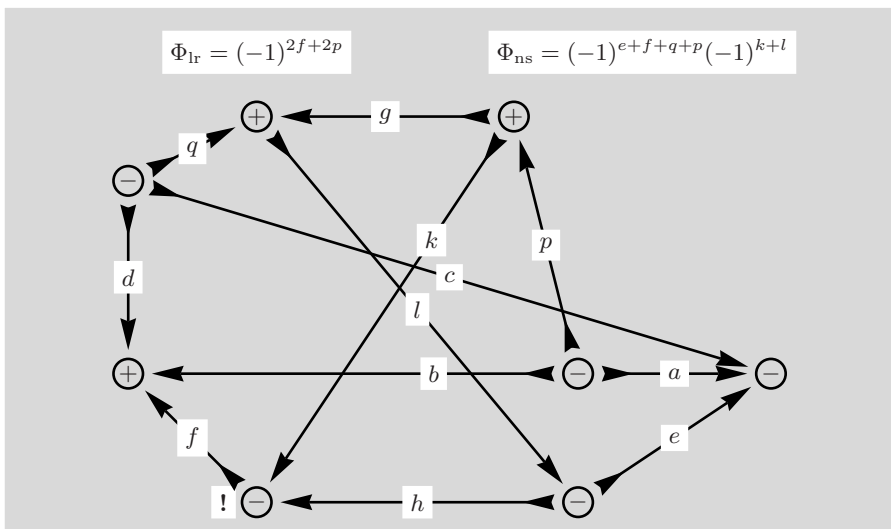 Φ_lr = (−1)^{2f+2p}
Φ_ns = (−1)^{e+f+q+p}(−1)^{k+l}
+ g +
q
−
k p
c
d
l
+ b − a −
f e
! − h −